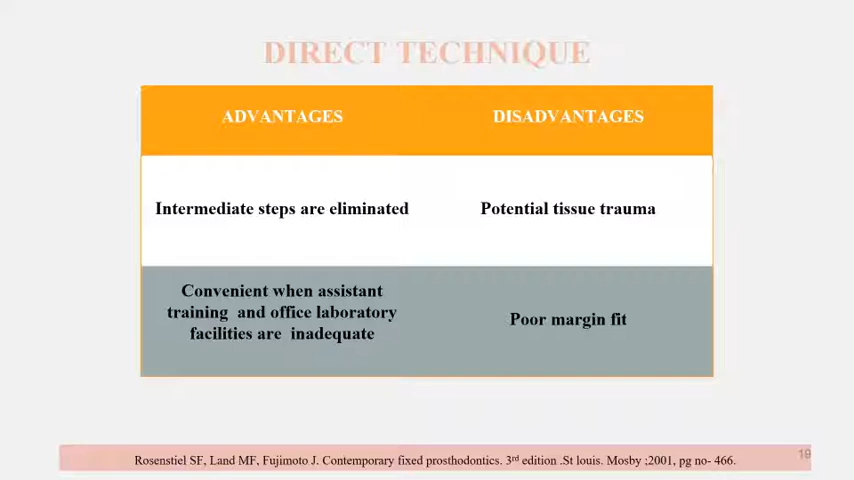 DIRECT TECHNIQUE
ADVANTAGES
DISADVANTAGES
Intermediate steps are eliminated
Potential tissue trauma
Convenient when assistant
training and office laboratory
facilities are inadequate
Poor margin fit
Rosenstiel SF, Land MF, Fujimoto J. Contemporary fixed prosthodontics. 3rd edition .St louis. Mosby ;2001, pg no- 466.
19